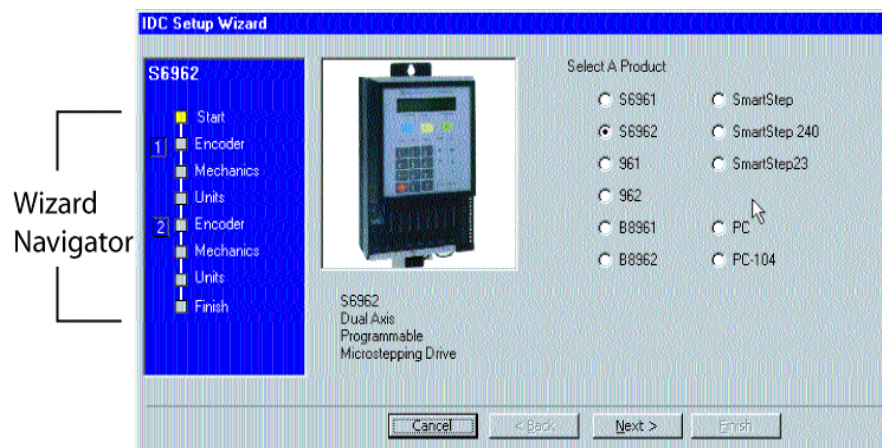 IDC Setup Wizard
S6962
Start
1 Encoder
Mechanics
Units
2 Encoder
Mechanics
Units
Finish
Wizard
Navigator
S6962
Dual Axis
Programmable
Microstepping Drive
Select A Product
S6961 SmartStep
S6962 SmartStep 240
961 SmartStep23
962
B8961 PC
B8962 PC-104
Cancel < Back Next > Finish